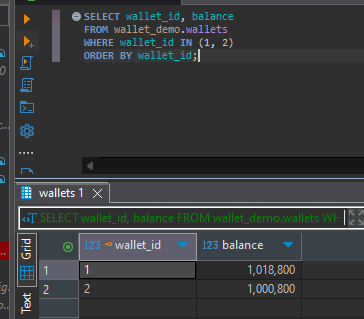 SELECT wallet_id, balance
FROM wallet_demo.wallets
WHERE wallet_id IN (1, 2)
ORDER BY wallet_id;
wallets 1
SELECT wallet_id, balance FROM wallet_demo.wallets WH
Grid
Text
123 wallet_id
123 balance
1 1 1,018,800
2 2 1,000,800